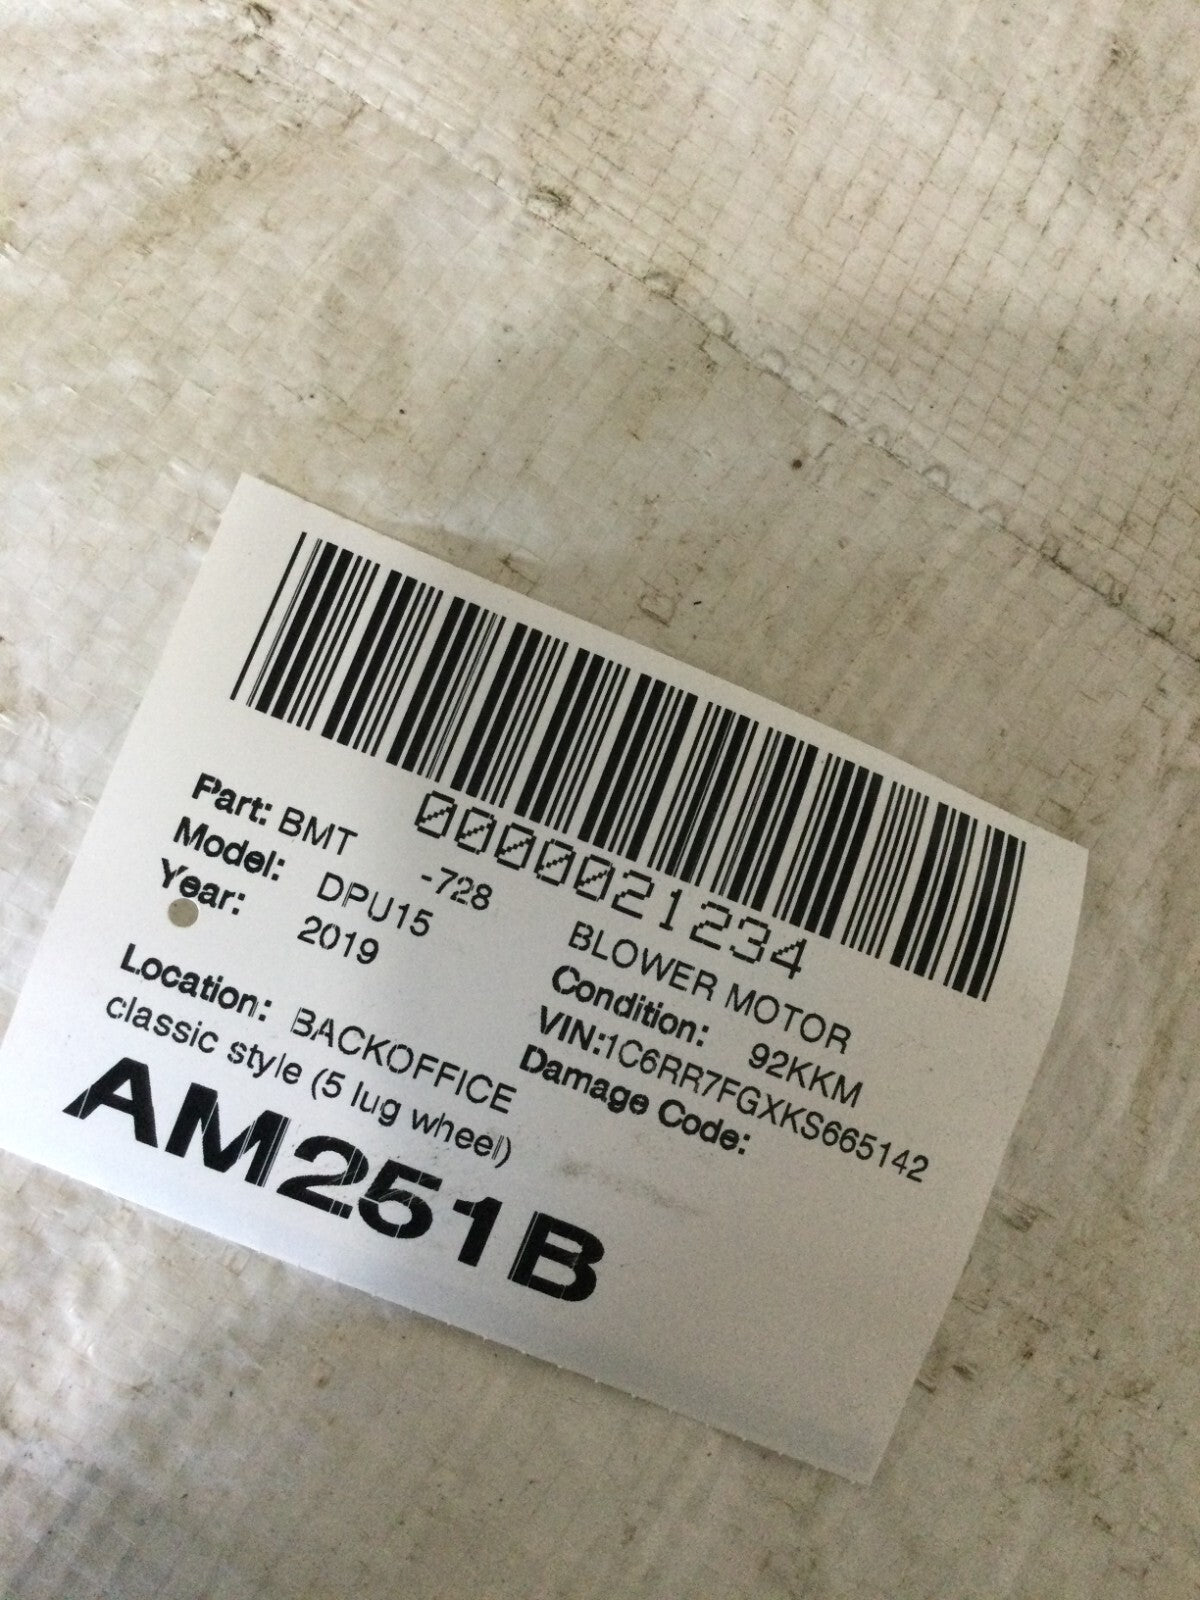 0000021234
Part: BMT -728 BLOWER MOTOR
Model: DPU15 Condition: 92KKM
Year: 2019 VIN:1C6RR7FGXKS665142
Damage Code:
Location: BACKOFFICE
classic style (5 lug wheel)
AM251B